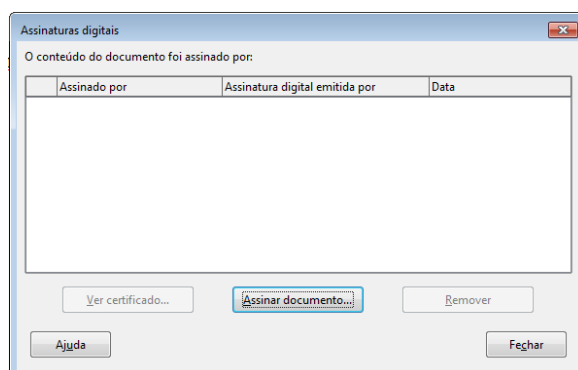 Assinaturas digitais
O conteúdo do documento foi assinado por:
Assinado por Assinatura digital emitida por Data
Ver certificado... Assinar documento... Remover
Ajuda Fechar